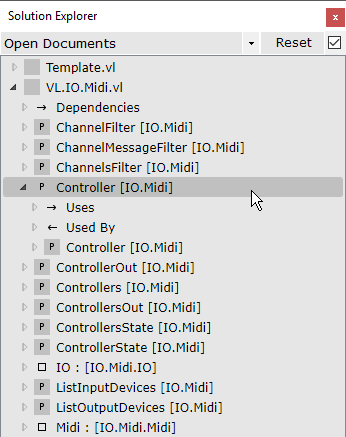 Solution Explorer
Open Documents Reset
Template.vl
VL.IO.Midi.vl
→ Dependencies
P ChannelFilter [IO.Midi]
P ChannelMessageFilter [IO.Midi]
P ChannelsFilter [IO.Midi]
P Controller [IO.Midi]
→ Uses
← Used By
P Controller [IO.Midi]
P ControllerOut [IO.Midi]
P Controllers [IO.Midi]
P ControllersOut [IO.Midi]
P ControllersState [IO.Midi]
P ControllerState [IO.Midi]
IO : [IO.Midi.IO]
P ListInputDevices [IO.Midi]
P ListOutputDevices [IO.Midi]
Midi : [IO.Midi.Midi]